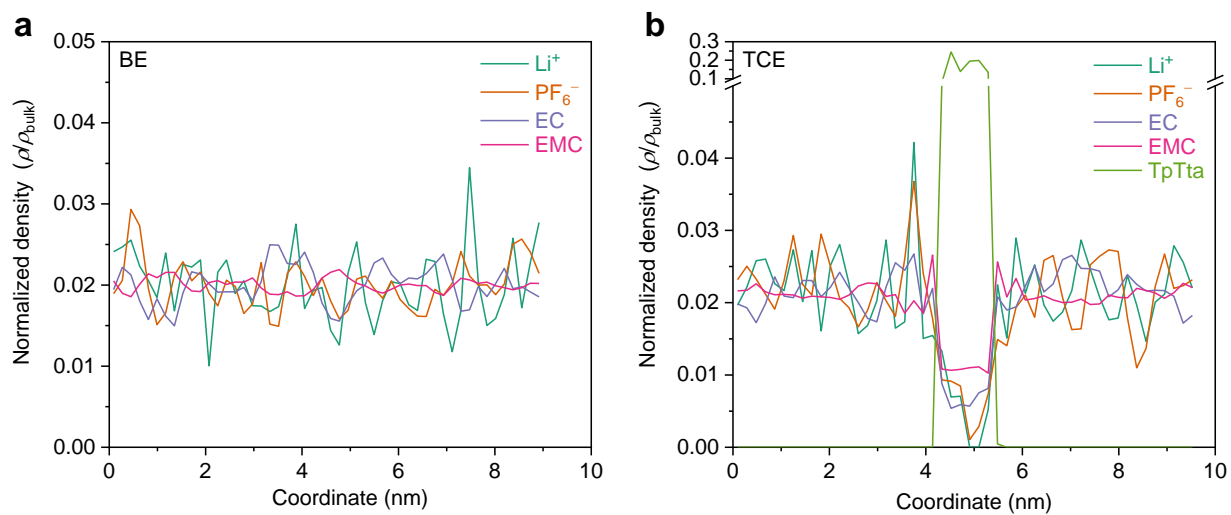 a
BE
Li⁺
PF₆⁻
EC
EMC
0.05
0.04
0.03
0.02
0.01
0.00
Normalized density (ρ/ρbulk)
0 2 4 6 8 10
Coordinate (nm)
b
TCE
Li⁺
PF₆⁻
EC
EMC
TpTta
0.3
0.2
0.1
0.04
0.03
0.02
0.01
0.00
Normalized density (ρ/ρbulk)
0 2 4 6 8 10
Coordinate (nm)